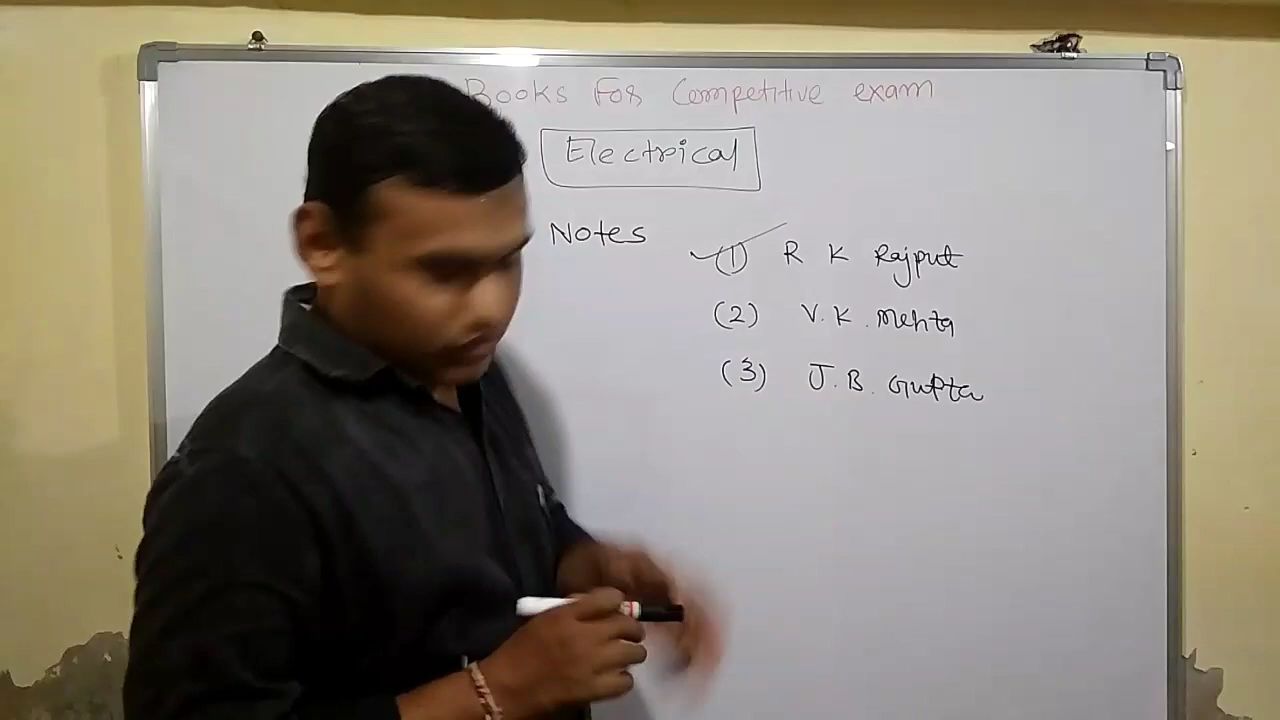 Books For Competitive exam
Electrical
Notes
(1) R K Rajput
(2) V.K. Mehta
(3) J.B. Gupta